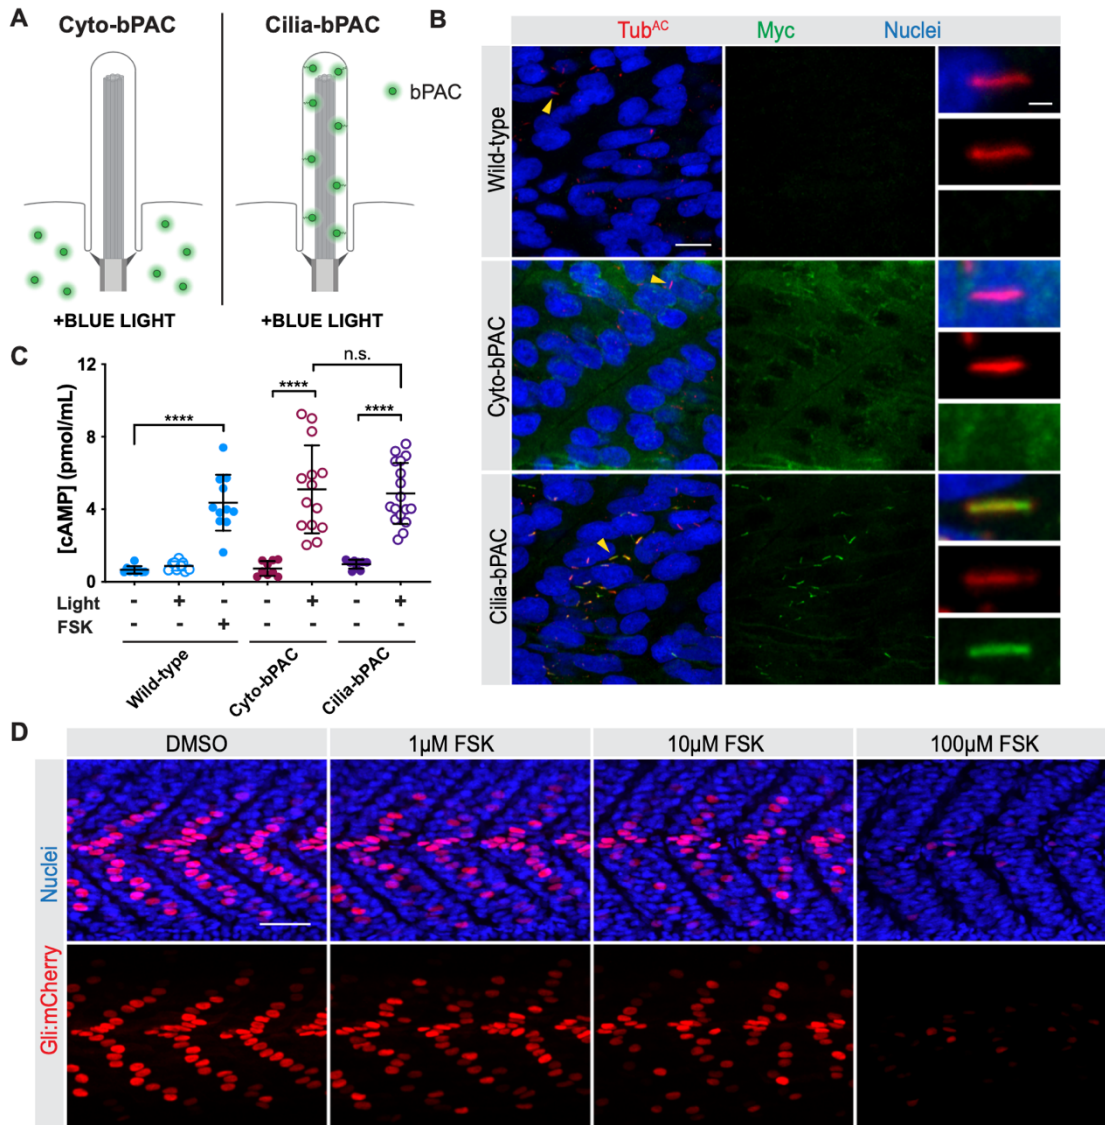 A
Cyto-bPAC
Cilia-bPAC
bPAC
+BLUE LIGHT
+BLUE LIGHT
B
Tub^AC Myc Nuclei
Wild-type
Cyto-bPAC
Cilia-bPAC
C
[cAMP] (pmol/mL)
12
8
4
0
****
****
n.s.
****
Light - + - - + - +
FSK - - + - - - -
Wild-type
Cyto-bPAC
Cilia-bPAC
D
DMSO
1µM FSK
10µM FSK
100µM FSK
Nuclei
Gli:mCherry